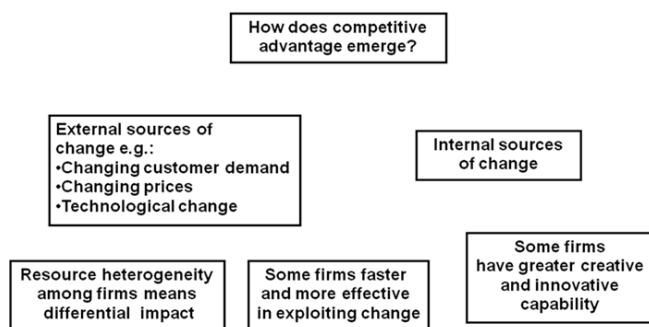 How does competitive
advantage emerge?
External sources of
change e.g.:
•Changing customer demand
•Changing prices
•Technological change
Internal sources
of change
Resource heterogeneity
among firms means
differential impact
Some firms faster
and more effective
in exploiting change
Some firms
have greater creative
and innovative
capability